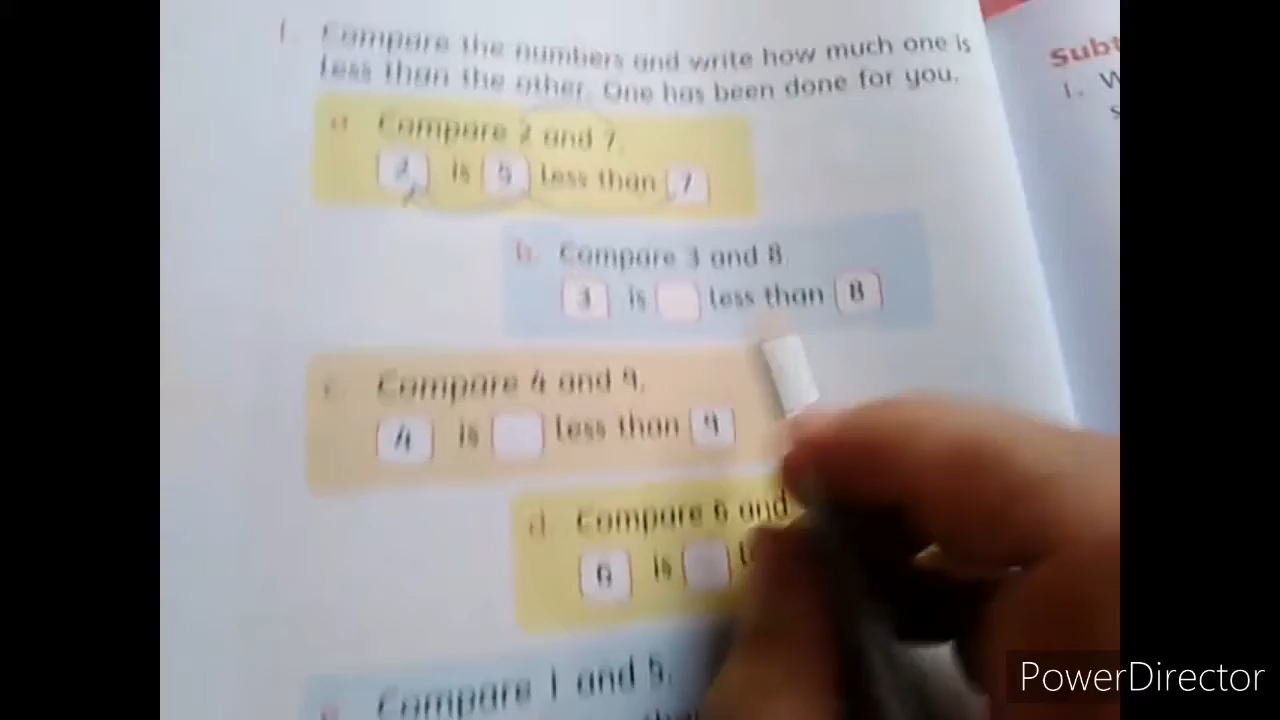 1. Compare the numbers and write how much one is
less than the other. One has been done for you.
a Compare 2 and 7.
2 is 5 less than 7
b. Compare 3 and 8
3 is less than 8
c Compare 4 and 9.
4 is less than 9
d. Compare 6 and
6 is
Compare 1 and 5.
Subt
1. W
s
PowerDirector